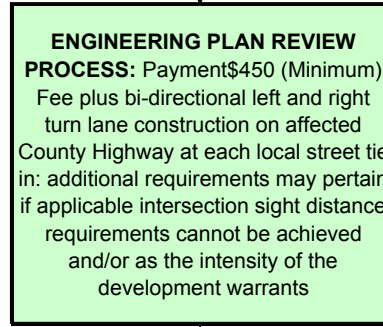 ENGINEERING PLAN REVIEW
PROCESS: Payment$450 (Minimum)
Fee plus bi-directional left and right
turn lane construction on affected
County Highway at each local street tie
in: additional requirements may pertain
if applicable intersection sight distance
requirements cannot be achieved
and/or as the intensity of the
development warrants